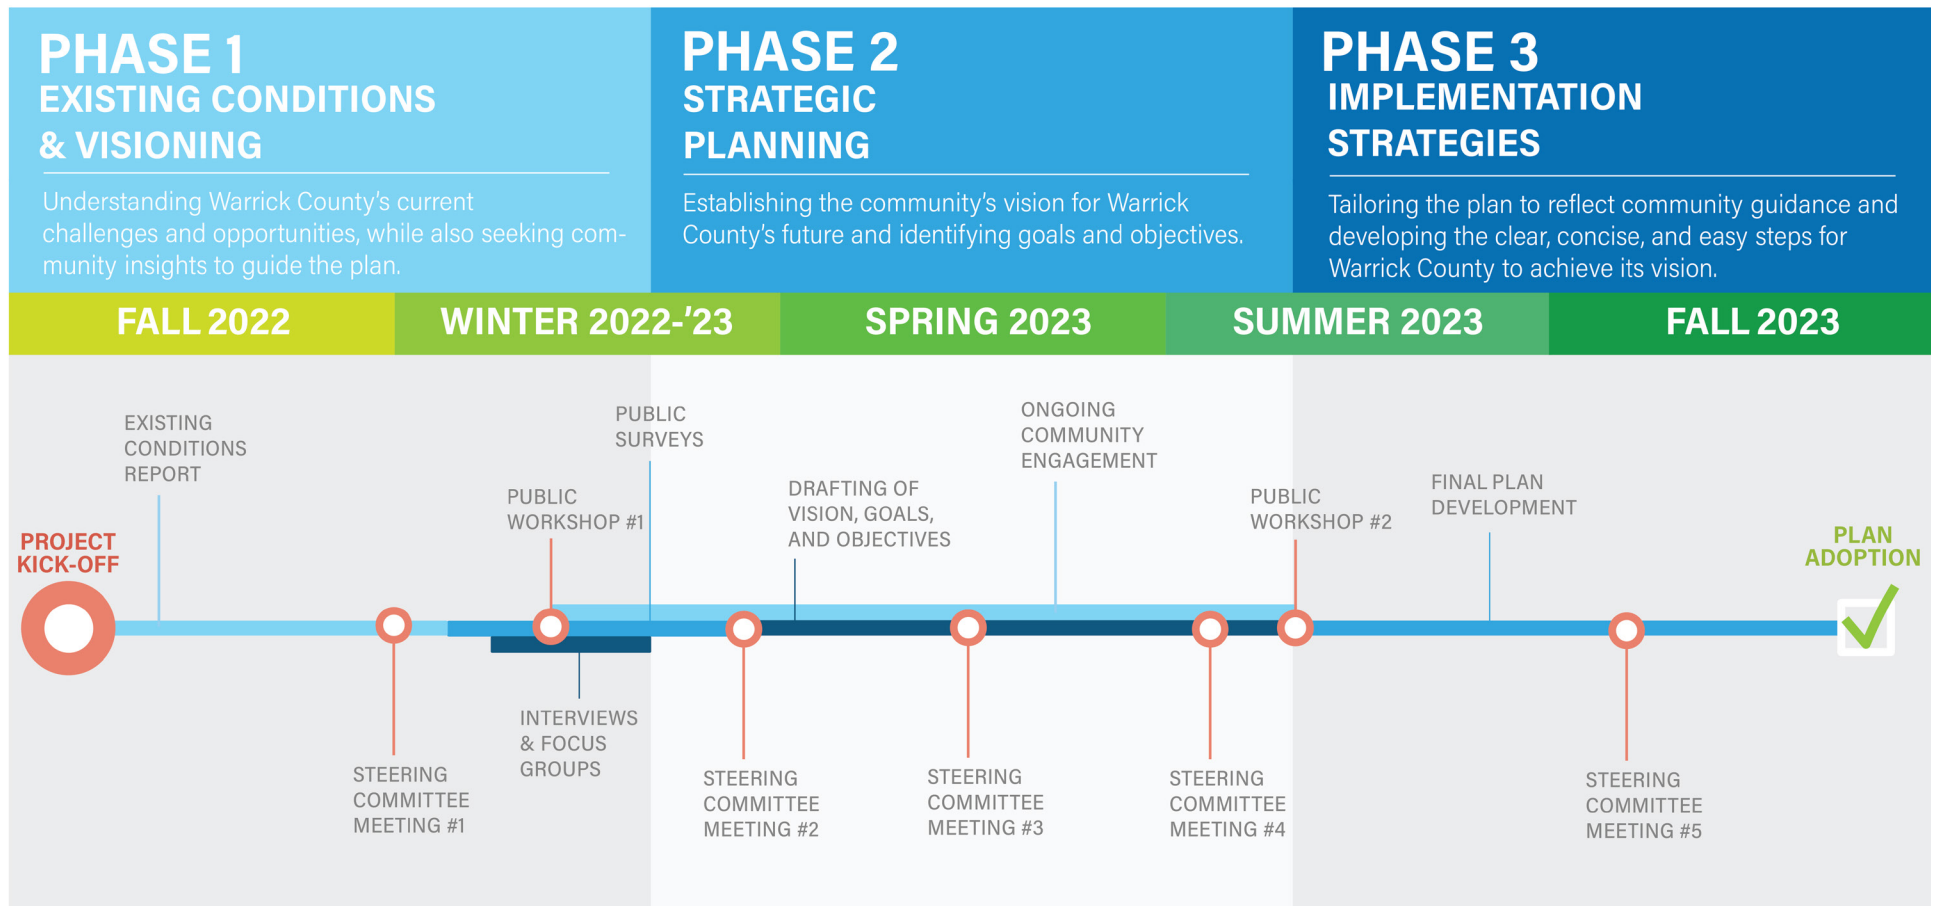 PHASE 1
EXISTING CONDITIONS
& VISIONING
Understanding Warrick County's current
challenges and opportunities, while also seeking com-
munity insights to guide the plan.
PHASE 2
STRATEGIC
PLANNING
Establishing the community's vision for Warrick
County's future and identifying goals and objectives.
PHASE 3
IMPLEMENTATION
STRATEGIES
Tailoring the plan to reflect community guidance and
developing the clear, concise, and easy steps for
Warrick County to achieve its vision.
FALL 2022
WINTER 2022-'23
SPRING 2023
SUMMER 2023
FALL 2023
PROJECT
KICK-OFF
EXISTING
CONDITIONS
REPORT
STEERING
COMMITTEE
MEETING #1
PUBLIC
WORKSHOP #1
INTERVIEWS
& FOCUS
GROUPS
PUBLIC
SURVEYS
STEERING
COMMITTEE
MEETING #2
DRAFTING OF
VISION, GOALS,
AND OBJECTIVES
STEERING
COMMITTEE
MEETING #3
ONGOING
COMMUNITY
ENGAGEMENT
STEERING
COMMITTEE
MEETING #4
PUBLIC
WORKSHOP #2
FINAL PLAN
DEVELOPMENT
STEERING
COMMITTEE
MEETING #5
PLAN
ADOPTION